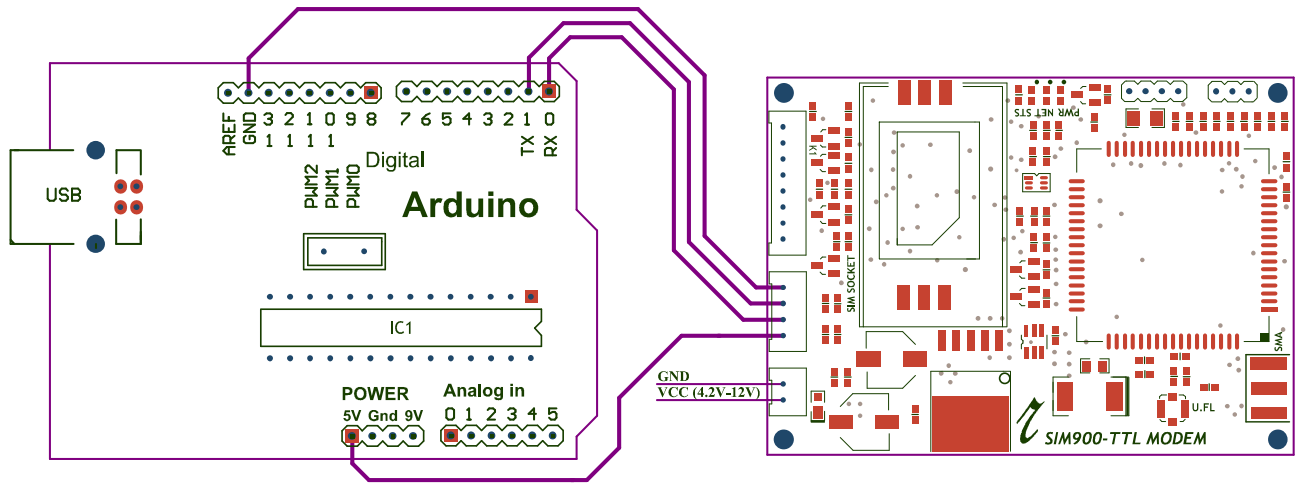 AREF
GND
3 1
2 1
1 1
0 1
9
8
7
6
5
4
3
2
1
0
TX
RX
Digital
PWM2
PWM1
PWM0
Arduino
USB
IC1
POWER
5V Gnd 9V
Analog in
0 1 2 3 4 5
GND
VCC (4.2V-12V)
K1
SIM SOCKET
PWR NET STS
SMA
U.FL
i SIM900-TTL MODEM